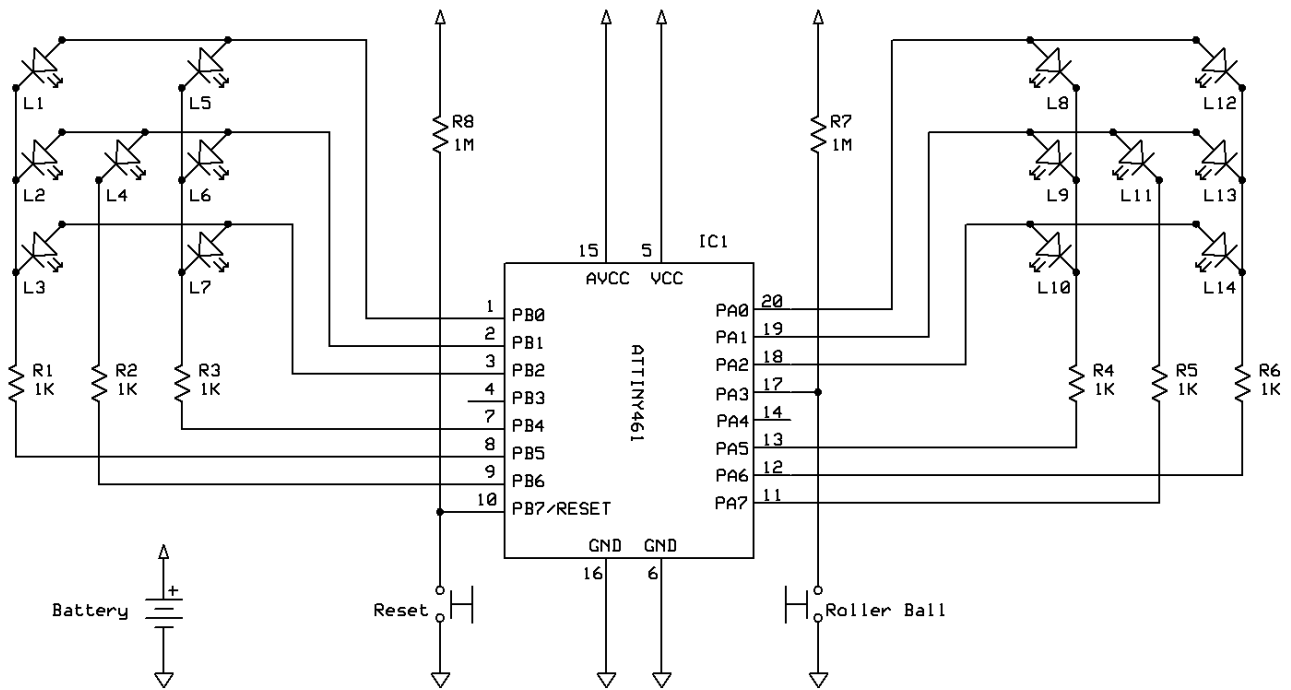 L1
L5
L2
L4
L6
L3
L7
R1
1K
R2
1K
R3
1K
R8
1M
R7
1M
L8
L12
L9
L11
L13
L10
L14
R4
1K
R5
1K
R6
1K
IC1
15
5
AVCC
VCC
ATTINY461
1
PB0
2
PB1
3
PB2
4
PB3
7
PB4
8
PB5
9
PB6
10
PB7/RESET
PA0
20
PA1
19
PA2
18
PA3
17
PA4
14
PA5
13
PA6
12
PA7
11
GND
GND
16
6
Battery
+
Reset
Roller Ball